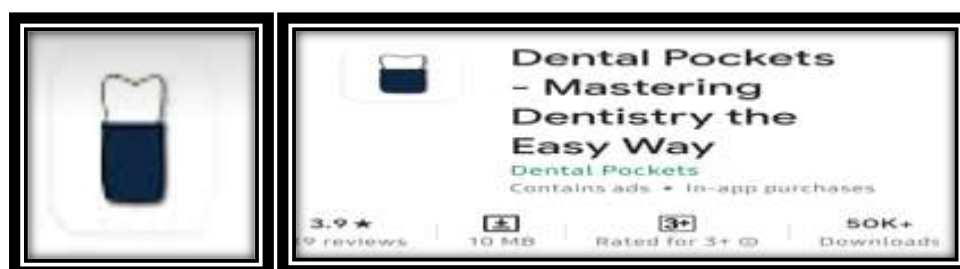 Dental Pockets
– Mastering
Dentistry the
Easy Way
Dental Pockets
Contains ads • In-app purchases
3.9★ 3+ 50K+
9 reviews 10 MB Rated for 3+ Downloads